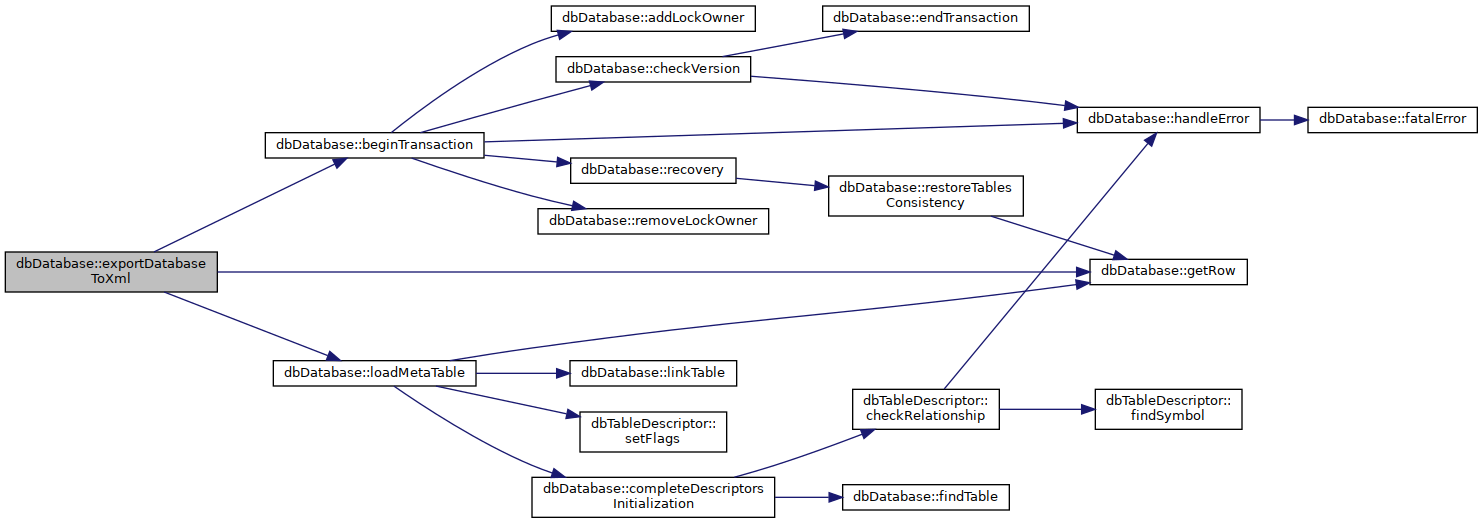 dbDatabase::addLockOwner
dbDatabase::endTransaction
dbDatabase::checkVersion
dbDatabase::handleError
dbDatabase::fatalError
dbDatabase::beginTransaction
dbDatabase::recovery
dbDatabase::restoreTables
Consistency
dbDatabase::removeLockOwner
dbDatabase::exportDatabase
ToXml
dbDatabase::getRow
dbDatabase::loadMetaTable
dbDatabase::linkTable
dbTableDescriptor::
setFlags
dbTableDescriptor::
checkRelationship
dbTableDescriptor::
findSymbol
dbDatabase::completeDescriptors
Initialization
dbDatabase::findTable